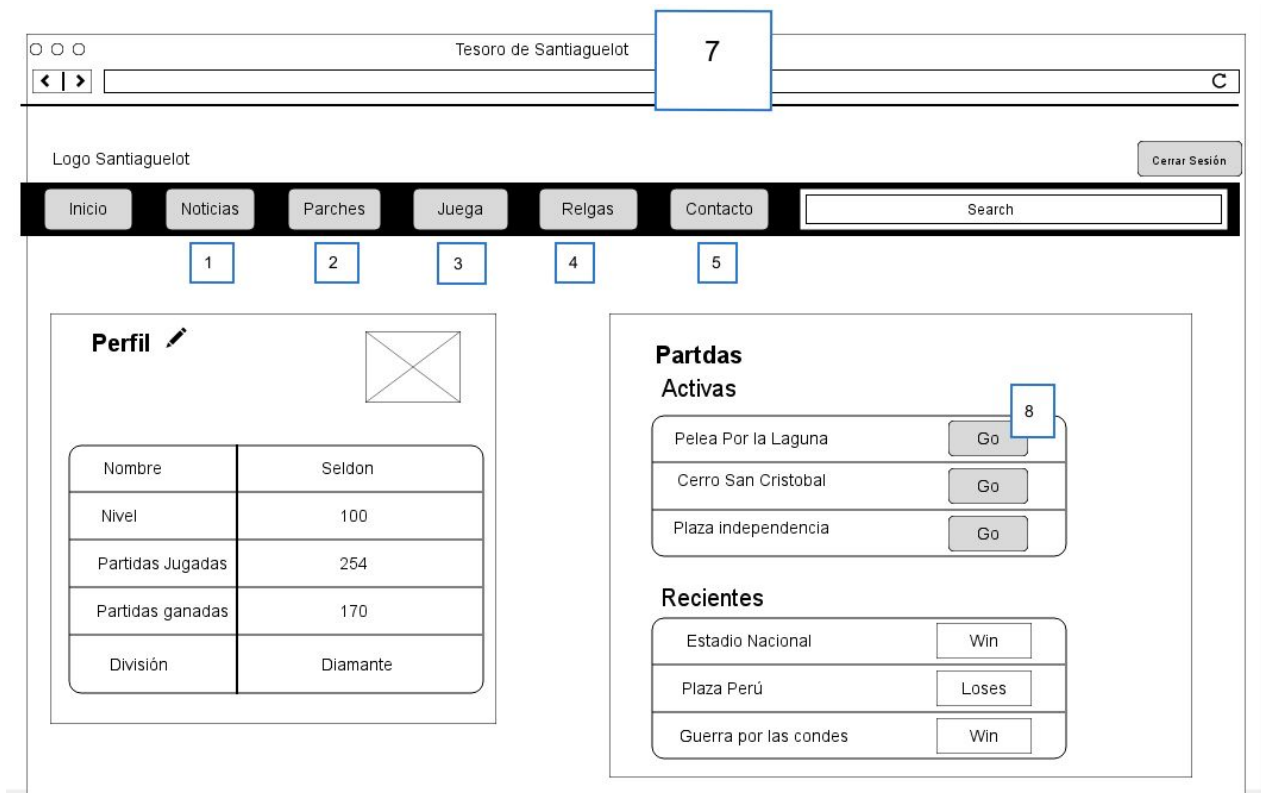 7
Tesoro de Santiaguelot
Logo Santiaguelot
Cerrar Sesión
Inicio Noticias Parches Juega Relgas Contacto Search
1 2 3 4 5
Perfil
Nombre Seldon
Nivel 100
Partidas Jugadas 254
Partidas ganadas 170
División Diamante
Partdas
Activas
8
Pelea Por la Laguna Go
Cerro San Cristobal Go
Plaza independencia Go
Recientes
Estadio Nacional Win
Plaza Perú Loses
Guerra por las condes Win